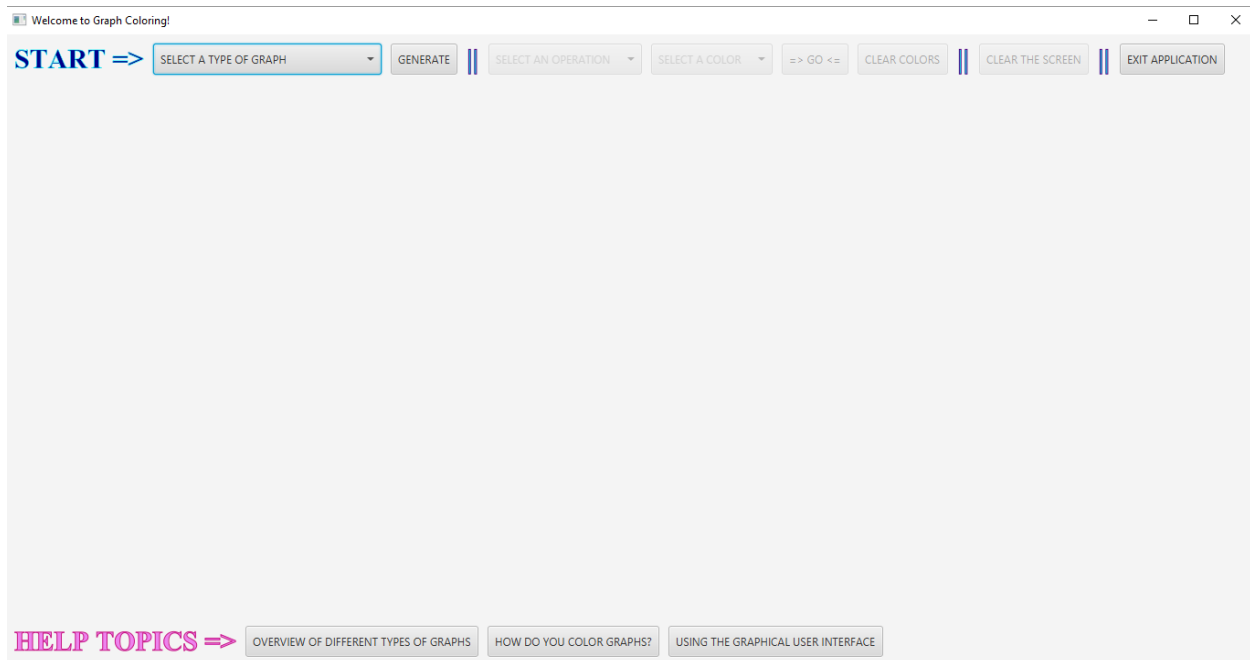 Welcome to Graph Coloring!
START => SELECT A TYPE OF GRAPH GENERATE SELECT AN OPERATION SELECT A COLOR => GO <= CLEAR COLORS CLEAR THE SCREEN EXIT APPLICATION
HELP TOPICS => OVERVIEW OF DIFFERENT TYPES OF GRAPHS HOW DO YOU COLOR GRAPHS? USING THE GRAPHICAL USER INTERFACE